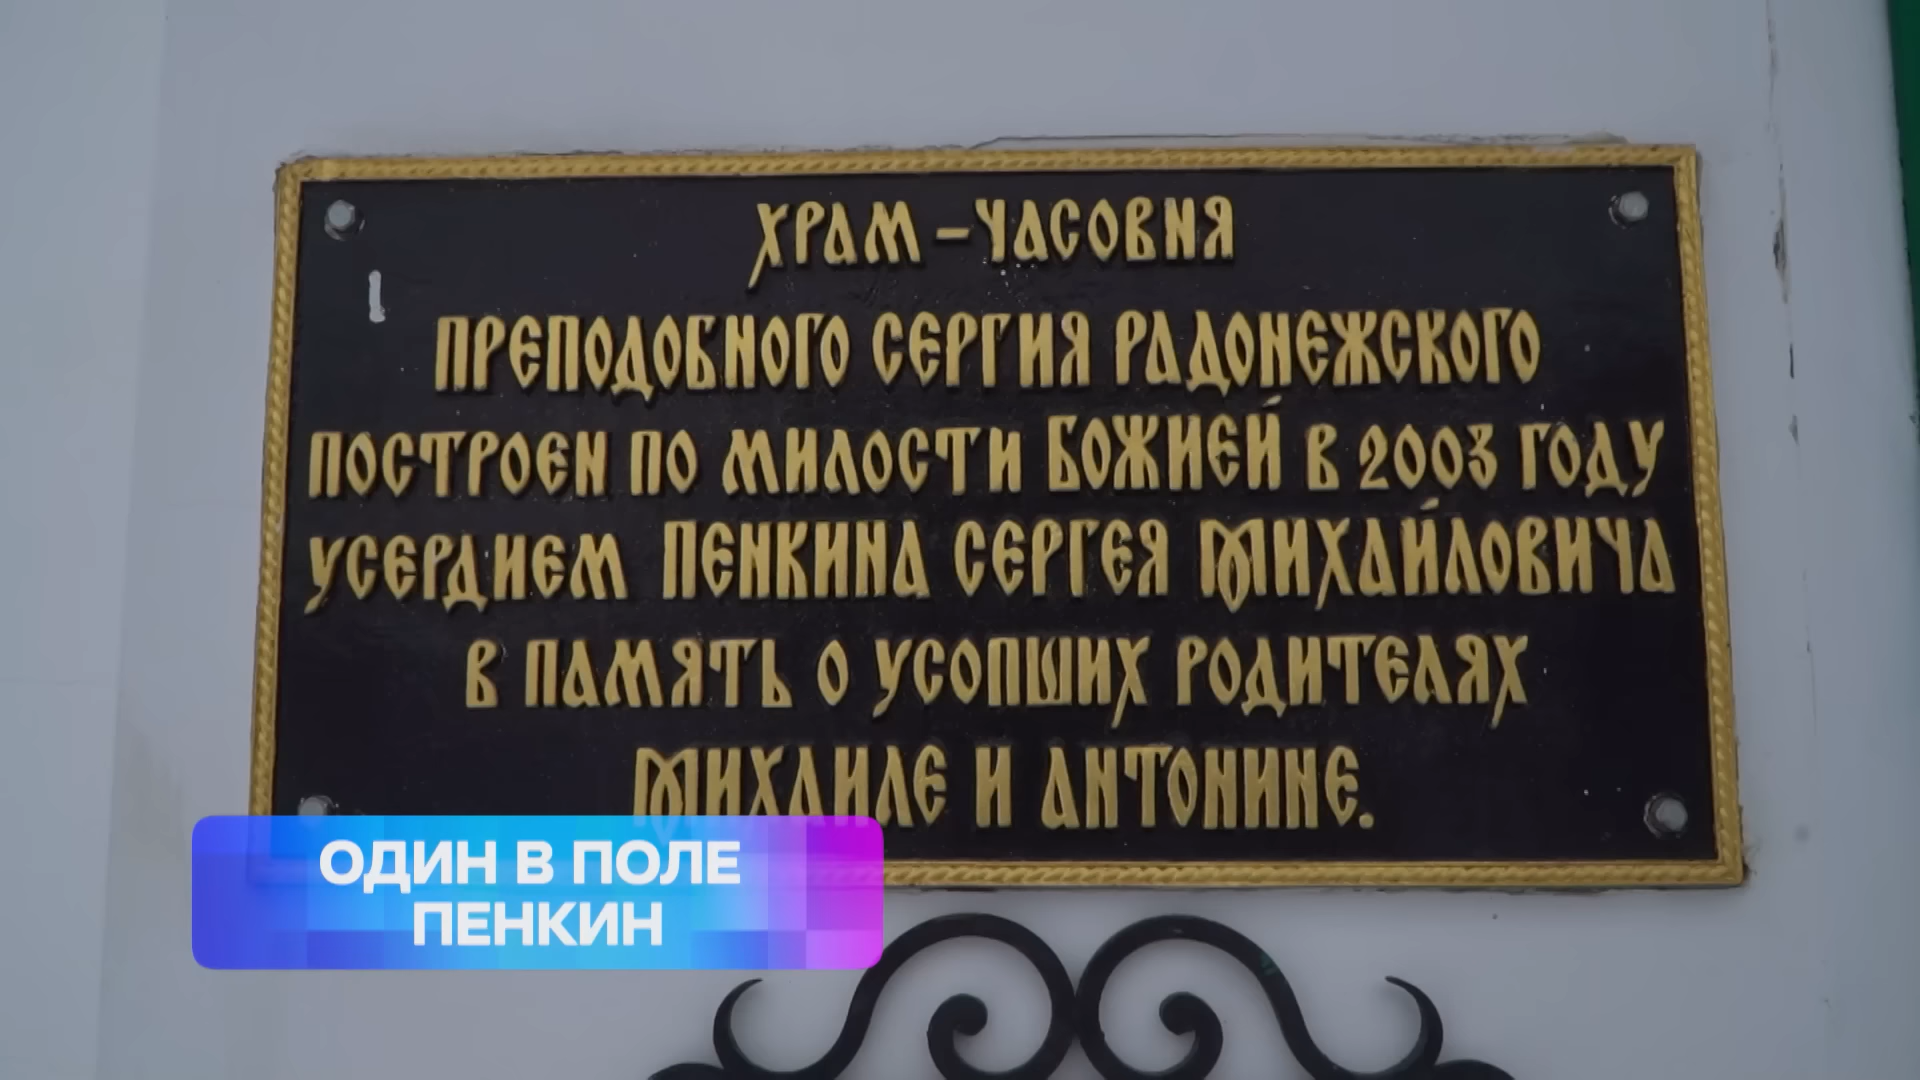 ХРАМ-ЧАСОВНЯ
ПРЕПОДОБНОГО СЕРГИЯ РАДОНЕЖСКОГО
ПОСТРОЕН ПО МИЛОСТИ БОЖИЕЙ В 2003 ГОДУ
УСЕРДИЕМ ПЕНКИНА СЕРГЕЯ МИХАЙЛОВИЧА
В ПАМЯТЬ О УСОПШИХ РОДИТЕЛЯХ
МИХАИЛЕ И АНТОНИНЕ.
ОДИН В ПОЛЕ
ПЕНКИН